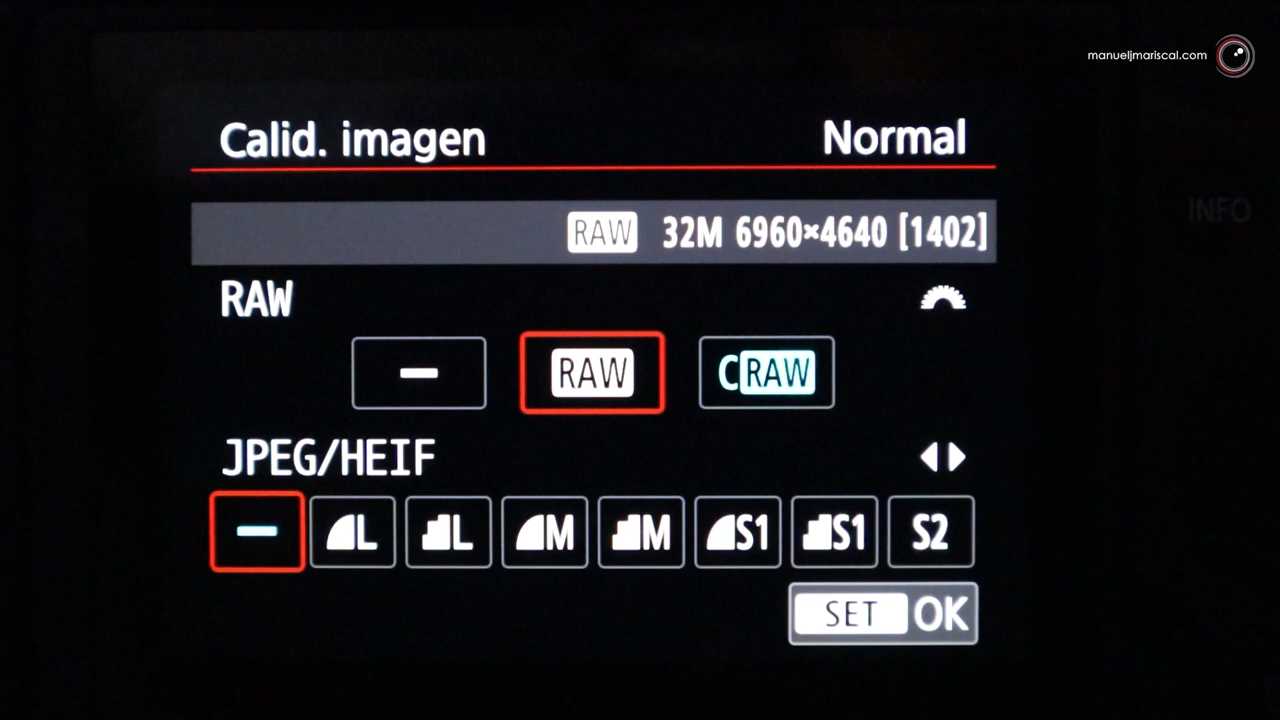 manueljmariscal.com
Calid. imagen Normal
RAW 32M 6960×4640 [1402]
INFO
RAW
— RAW CRAW
JPEG/HEIF
— L L M M S1 S1 S2
SET OK